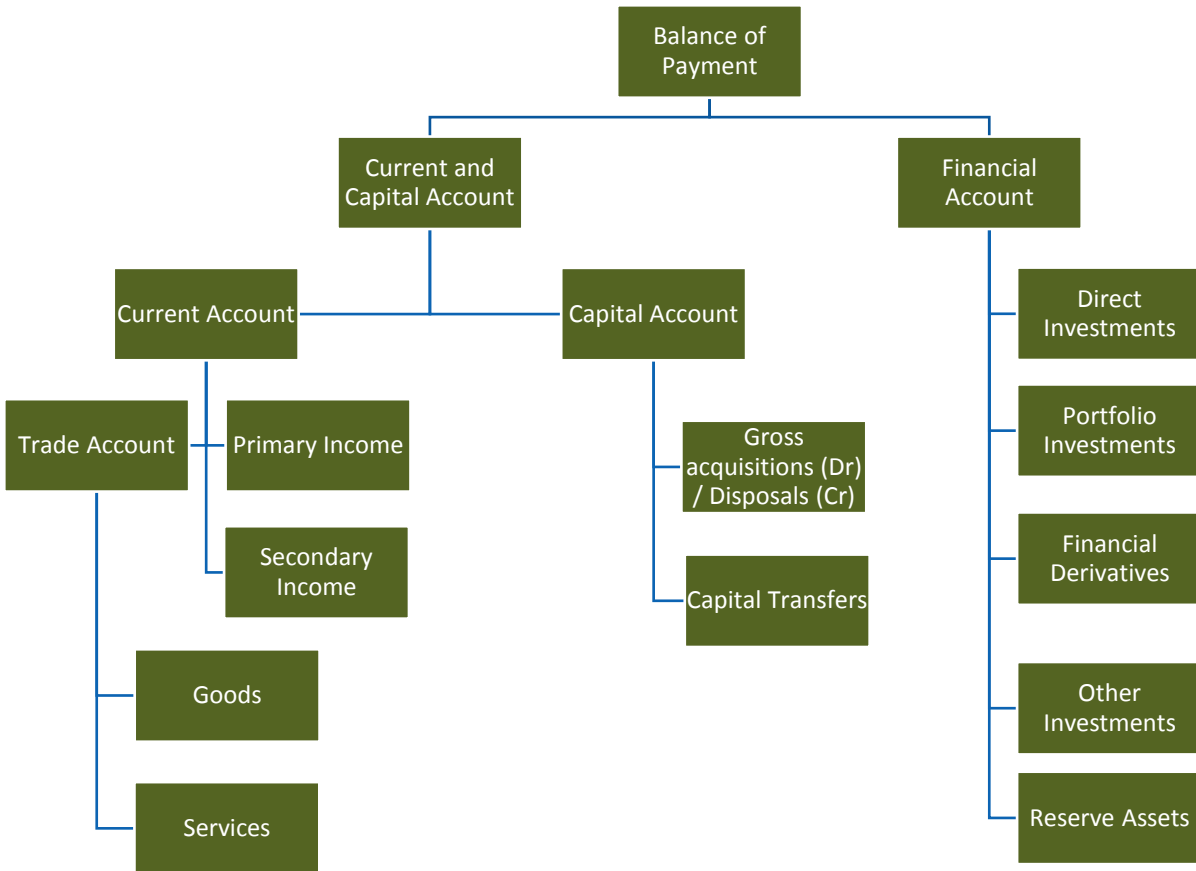 Balance of
Payment
Current and
Capital Account
Financial
Account
Current Account
Capital Account
Direct
Investments
Trade Account
Primary Income
Gross
acquisitions (Dr)
/ Disposals (Cr)
Portfolio
Investments
Secondary
Income
Capital Transfers
Financial
Derivatives
Goods
Other
Investments
Services
Reserve Assets